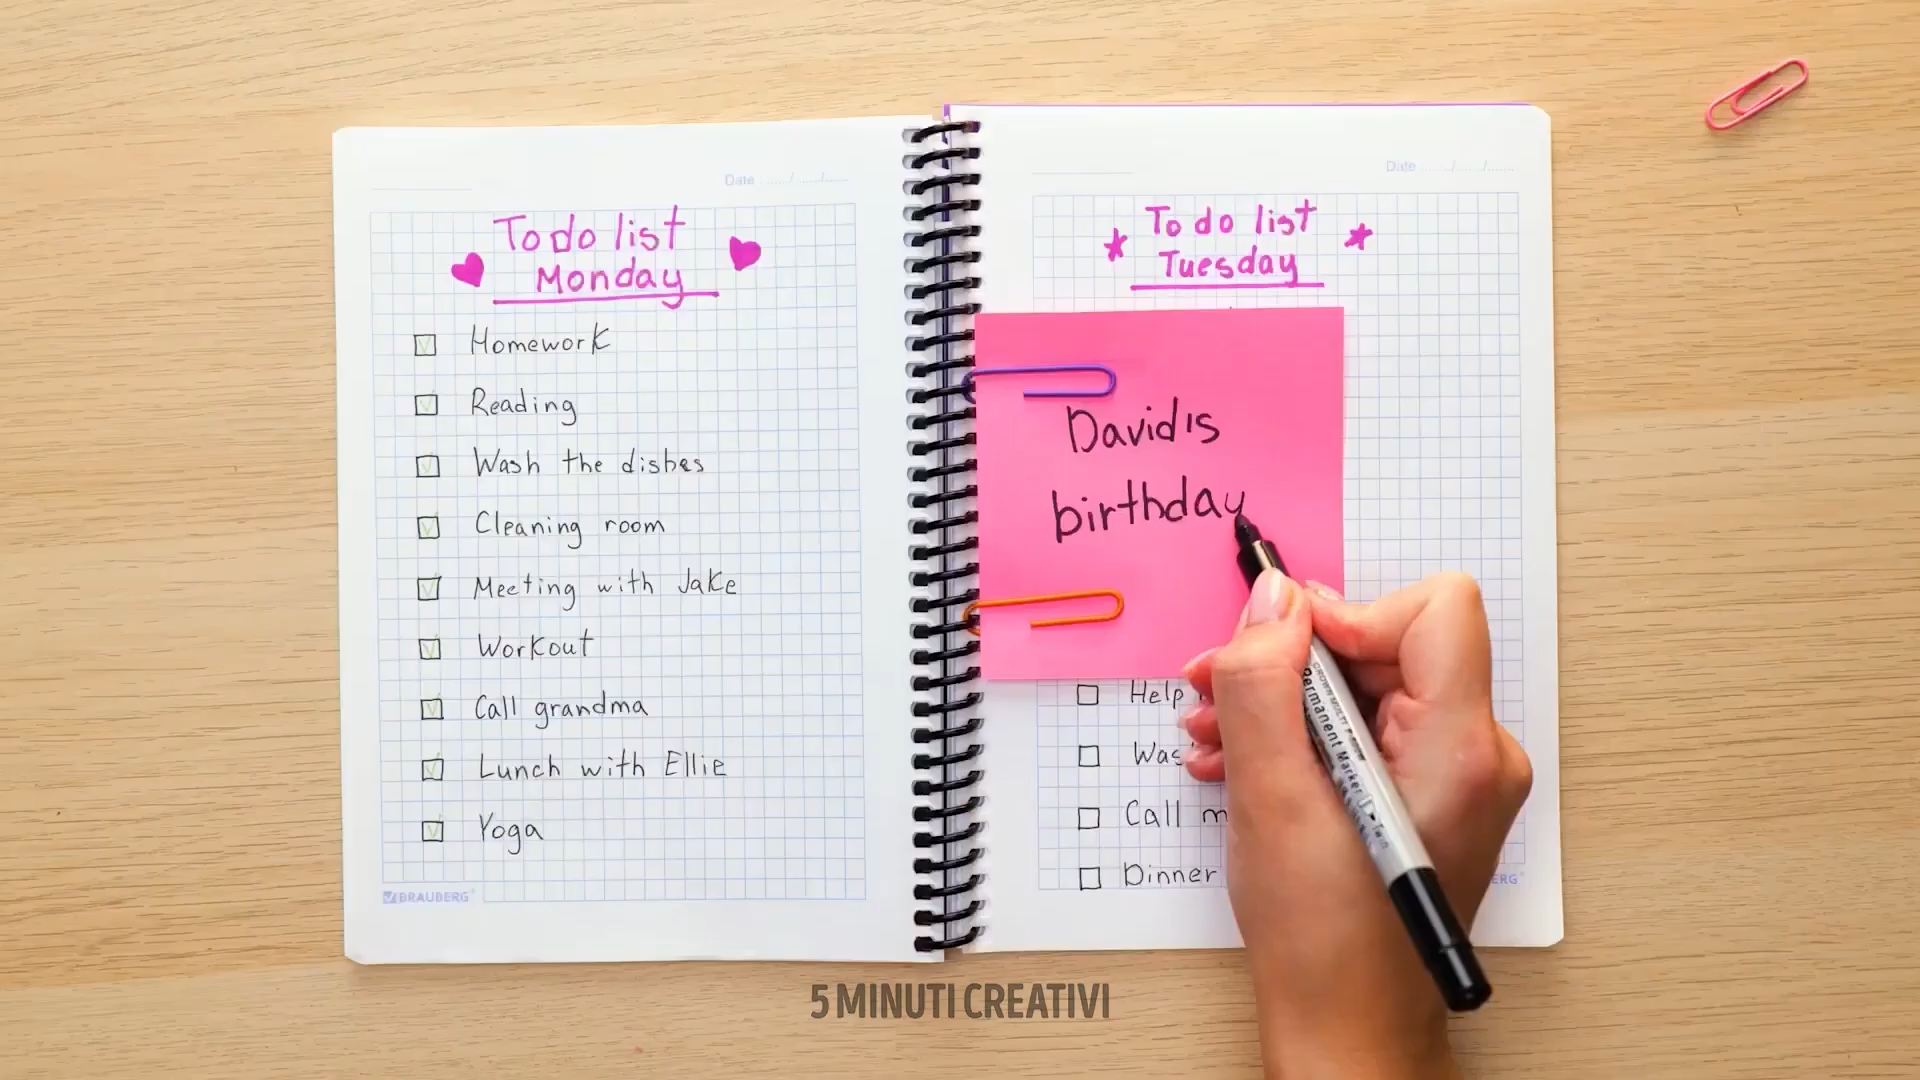 Date ....../....../......
To do list
Monday
Homework
Reading
Wash the dishes
Cleaning room
Meeting with Jake
Workout
Call grandma
Lunch with Ellie
Yoga
BRAUBERG®
Date ....../....../......
To do list
Tuesday
David's
birthday
Help
Call
Dinner
Permanent Marker
Twin
5 MINUTI CREATIVI